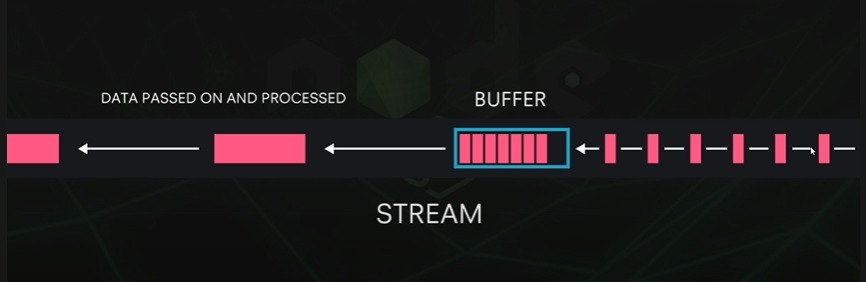 DATA PASSED ON AND PROCESSED
BUFFER
STREAM